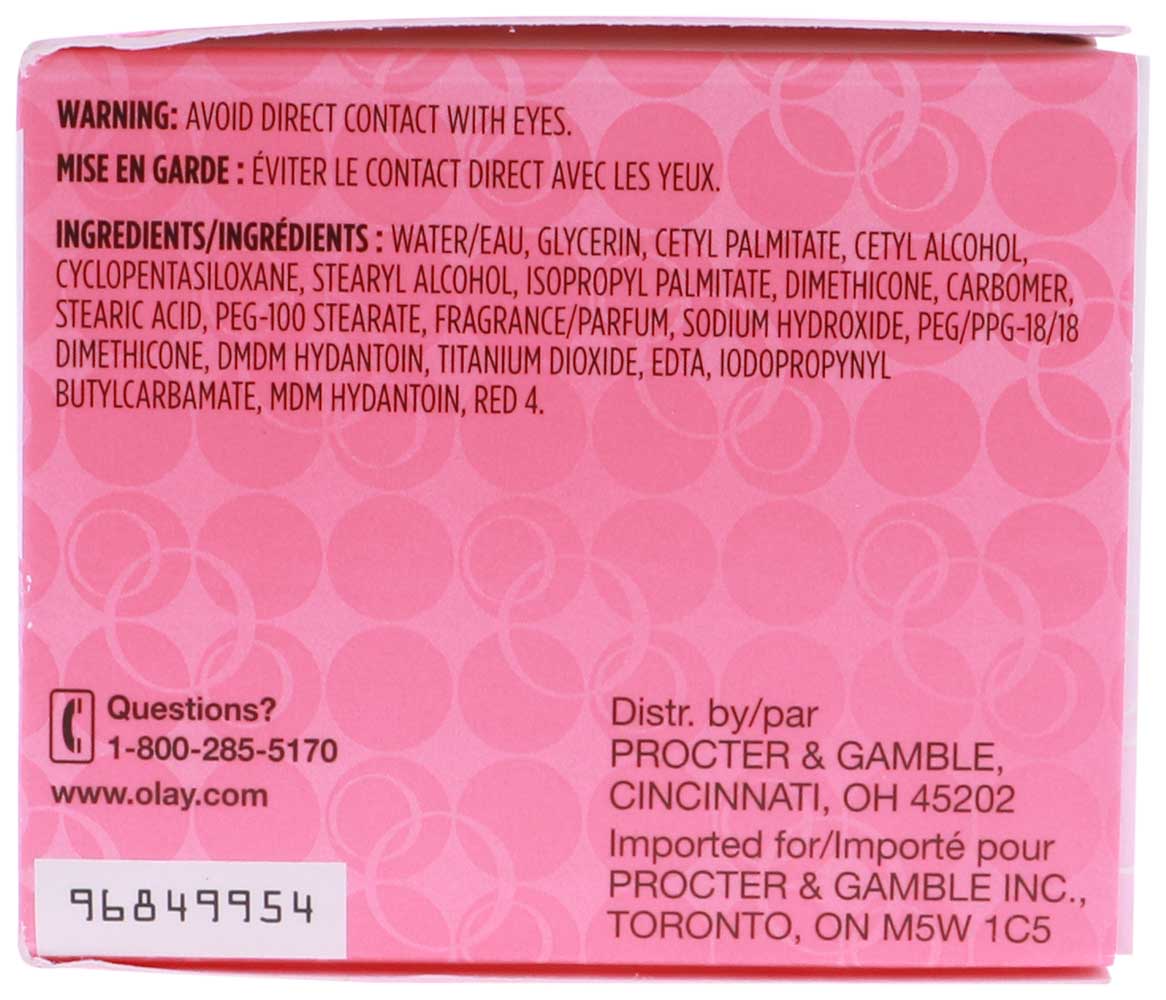 WARNING: AVOID DIRECT CONTACT WITH EYES.
MISE EN GARDE : ÉVITER LE CONTACT DIRECT AVEC LES YEUX.
INGREDIENTS/INGRÉDIENTS : WATER/EAU, GLYCERIN, CETYL PALMITATE, CETYL ALCOHOL,
CYCLOPENTASILOXANE, STEARYL ALCOHOL, ISOPROPYL PALMITATE, DIMETHICONE, CARBOMER,
STEARIC ACID, PEG-100 STEARATE, FRAGRANCE/PARFUM, SODIUM HYDROXIDE, PEG/PPG-18/18
DIMETHICONE, DMDM HYDANTOIN, TITANIUM DIOXIDE, EDTA, IODOPROPYNYL
BUTYLCARBAMATE, MDM HYDANTOIN, RED 4.
Questions?
1-800-285-5170
www.olay.com
96849954
Distr. by/par
PROCTER & GAMBLE,
CINCINNATI, OH 45202
Imported for/Importé pour
PROCTER & GAMBLE INC.,
TORONTO, ON M5W 1C5